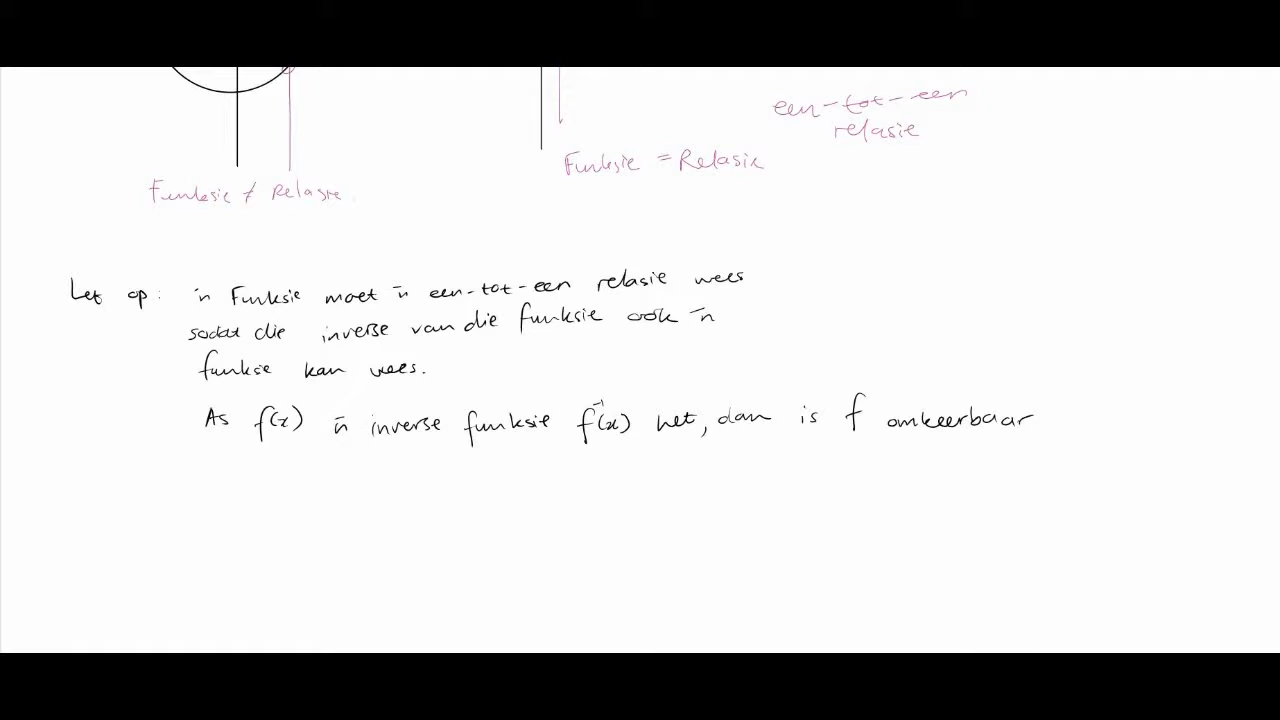 een-tot-een
relasie
Funksie = Relasie
Funksie ≠ Relasie
Let op: 'n Funksie moet 'n een-tot-een relasie wees
sodat die inverse van die funksie ook 'n
funksie kan wees.
As f(x) 'n inverse funksie f⁻¹(x) het, dan is f omkeerbaar